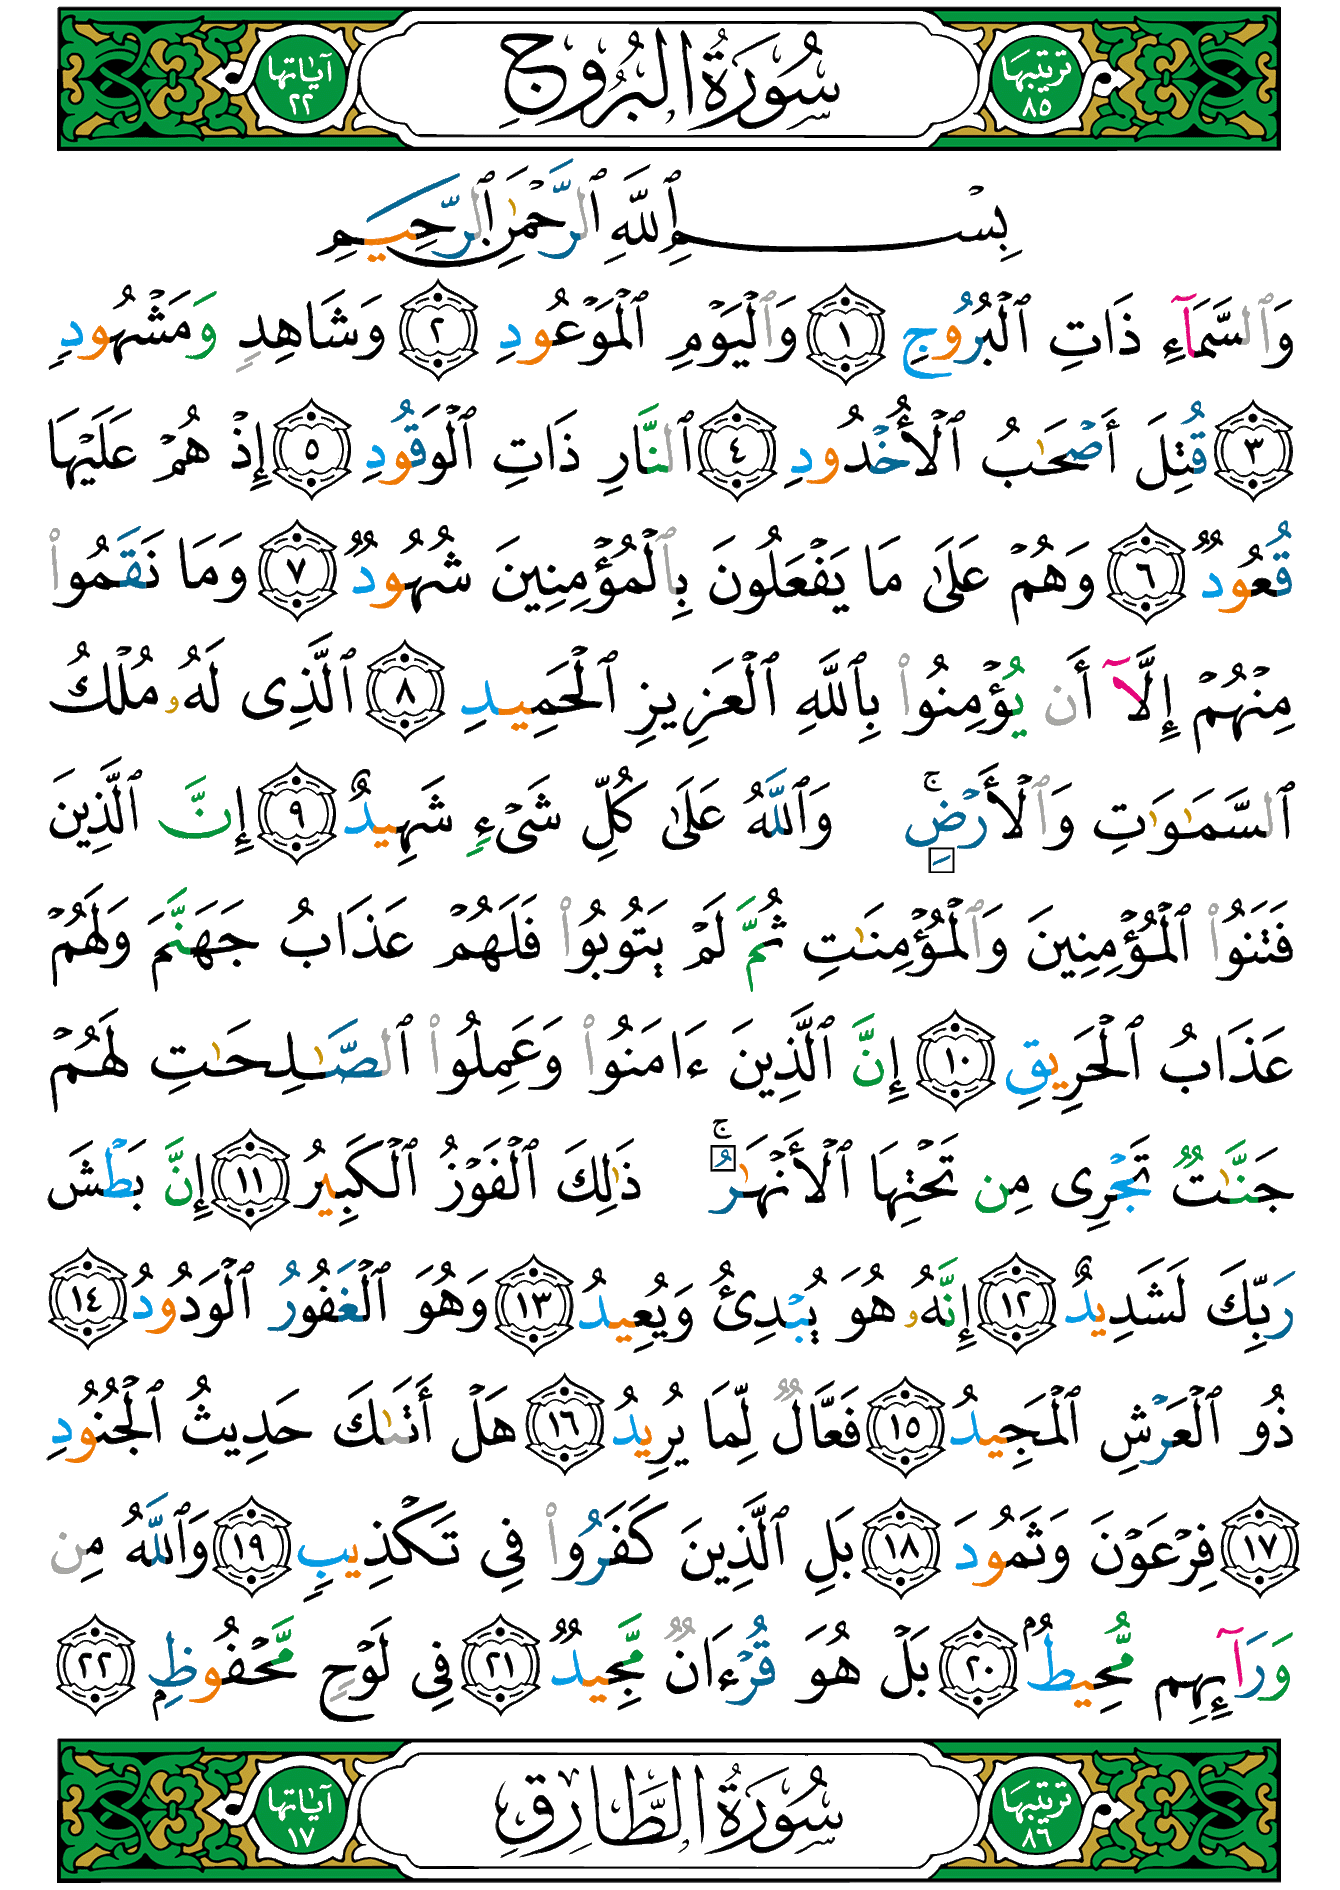 ترتيبها ٨٥ سُورَةُ الْبُرُوجِ آياتها ٢٢
بِسْمِ ٱللَّهِ ٱلرَّحْمَٰنِ ٱلرَّحِيمِ
وَٱلسَّمَآءِ ذَاتِ ٱلْبُرُوجِ ١ وَٱلْيَوْمِ ٱلْمَوْعُودِ ٢ وَشَاهِدٍ وَمَشْهُودٍ
٣ قُتِلَ أَصْحَٰبُ ٱلْأُخْدُودِ ٤ ٱلنَّارِ ذَاتِ ٱلْوَقُودِ ٥ إِذْ هُمْ عَلَيْهَا
قُعُودٌ ٦ وَهُمْ عَلَىٰ مَا يَفْعَلُونَ بِٱلْمُؤْمِنِينَ شُهُودٌ ٧ وَمَا نَقَمُوا۟
مِنْهُمْ إِلَّآ أَن يُؤْمِنُوا۟ بِٱللَّهِ ٱلْعَزِيزِ ٱلْحَمِيدِ ٨ ٱلَّذِى لَهُۥ مُلْكُ
ٱلسَّمَٰوَٰتِ وَٱلْأَرْضِ ۚ وَٱللَّهُ عَلَىٰ كُلِّ شَىْءٍ شَهِيدٌ ٩ إِنَّ ٱلَّذِينَ
فَتَنُوا۟ ٱلْمُؤْمِنِينَ وَٱلْمُؤْمِنَٰتِ ثُمَّ لَمْ يَتُوبُوا۟ فَلَهُمْ عَذَابُ جَهَنَّمَ وَلَهُمْ
عَذَابُ ٱلْحَرِيقِ ١٠ إِنَّ ٱلَّذِينَ ءَامَنُوا۟ وَعَمِلُوا۟ ٱلصَّٰلِحَٰتِ لَهُمْ
جَنَّٰتٌ تَجْرِى مِن تَحْتِهَا ٱلْأَنْهَٰرُ ۚ ذَٰلِكَ ٱلْفَوْزُ ٱلْكَبِيرُ ١١ إِنَّ بَطْشَ
رَبِّكَ لَشَدِيدٌ ١٢ إِنَّهُۥ هُوَ يُبْدِئُ وَيُعِيدُ ١٣ وَهُوَ ٱلْغَفُورُ ٱلْوَدُودُ ١٤
ذُو ٱلْعَرْشِ ٱلْمَجِيدُ ١٥ فَعَّالٌ لِّمَا يُرِيدُ ١٦ هَلْ أَتَىٰكَ حَدِيثُ ٱلْجُنُودِ
١٧ فِرْعَوْنَ وَثَمُودَ ١٨ بَلِ ٱلَّذِينَ كَفَرُوا۟ فِى تَكْذِيبٍ ١٩ وَٱللَّهُ مِن
وَرَآئِهِم مُّحِيطٌۢ ٢٠ بَلْ هُوَ قُرْءَانٌ مَّجِيدٌ ٢١ فِى لَوْحٍ مَّحْفُوظٍۭ ٢٢
ترتيبها ٨٦ سُورَةُ الطَّارِقِ آياتها ١٧